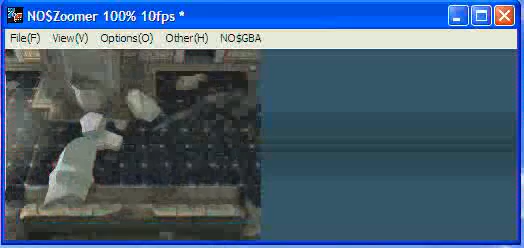 NO$Zoomer 100% 10fps *
File(F) View(V) Options(O) Other(H) NO$GBA